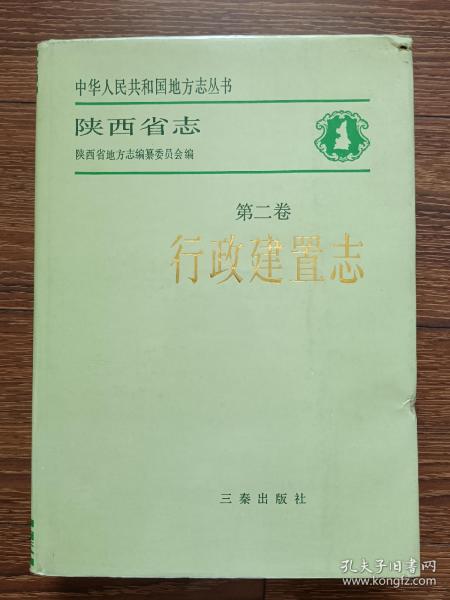 中华人民共和国地方志丛书
陕西省志
陕西省地方志编纂委员会编
第二卷
行政建置志
三秦出版社
孔夫子旧书网
www.kongfz.com